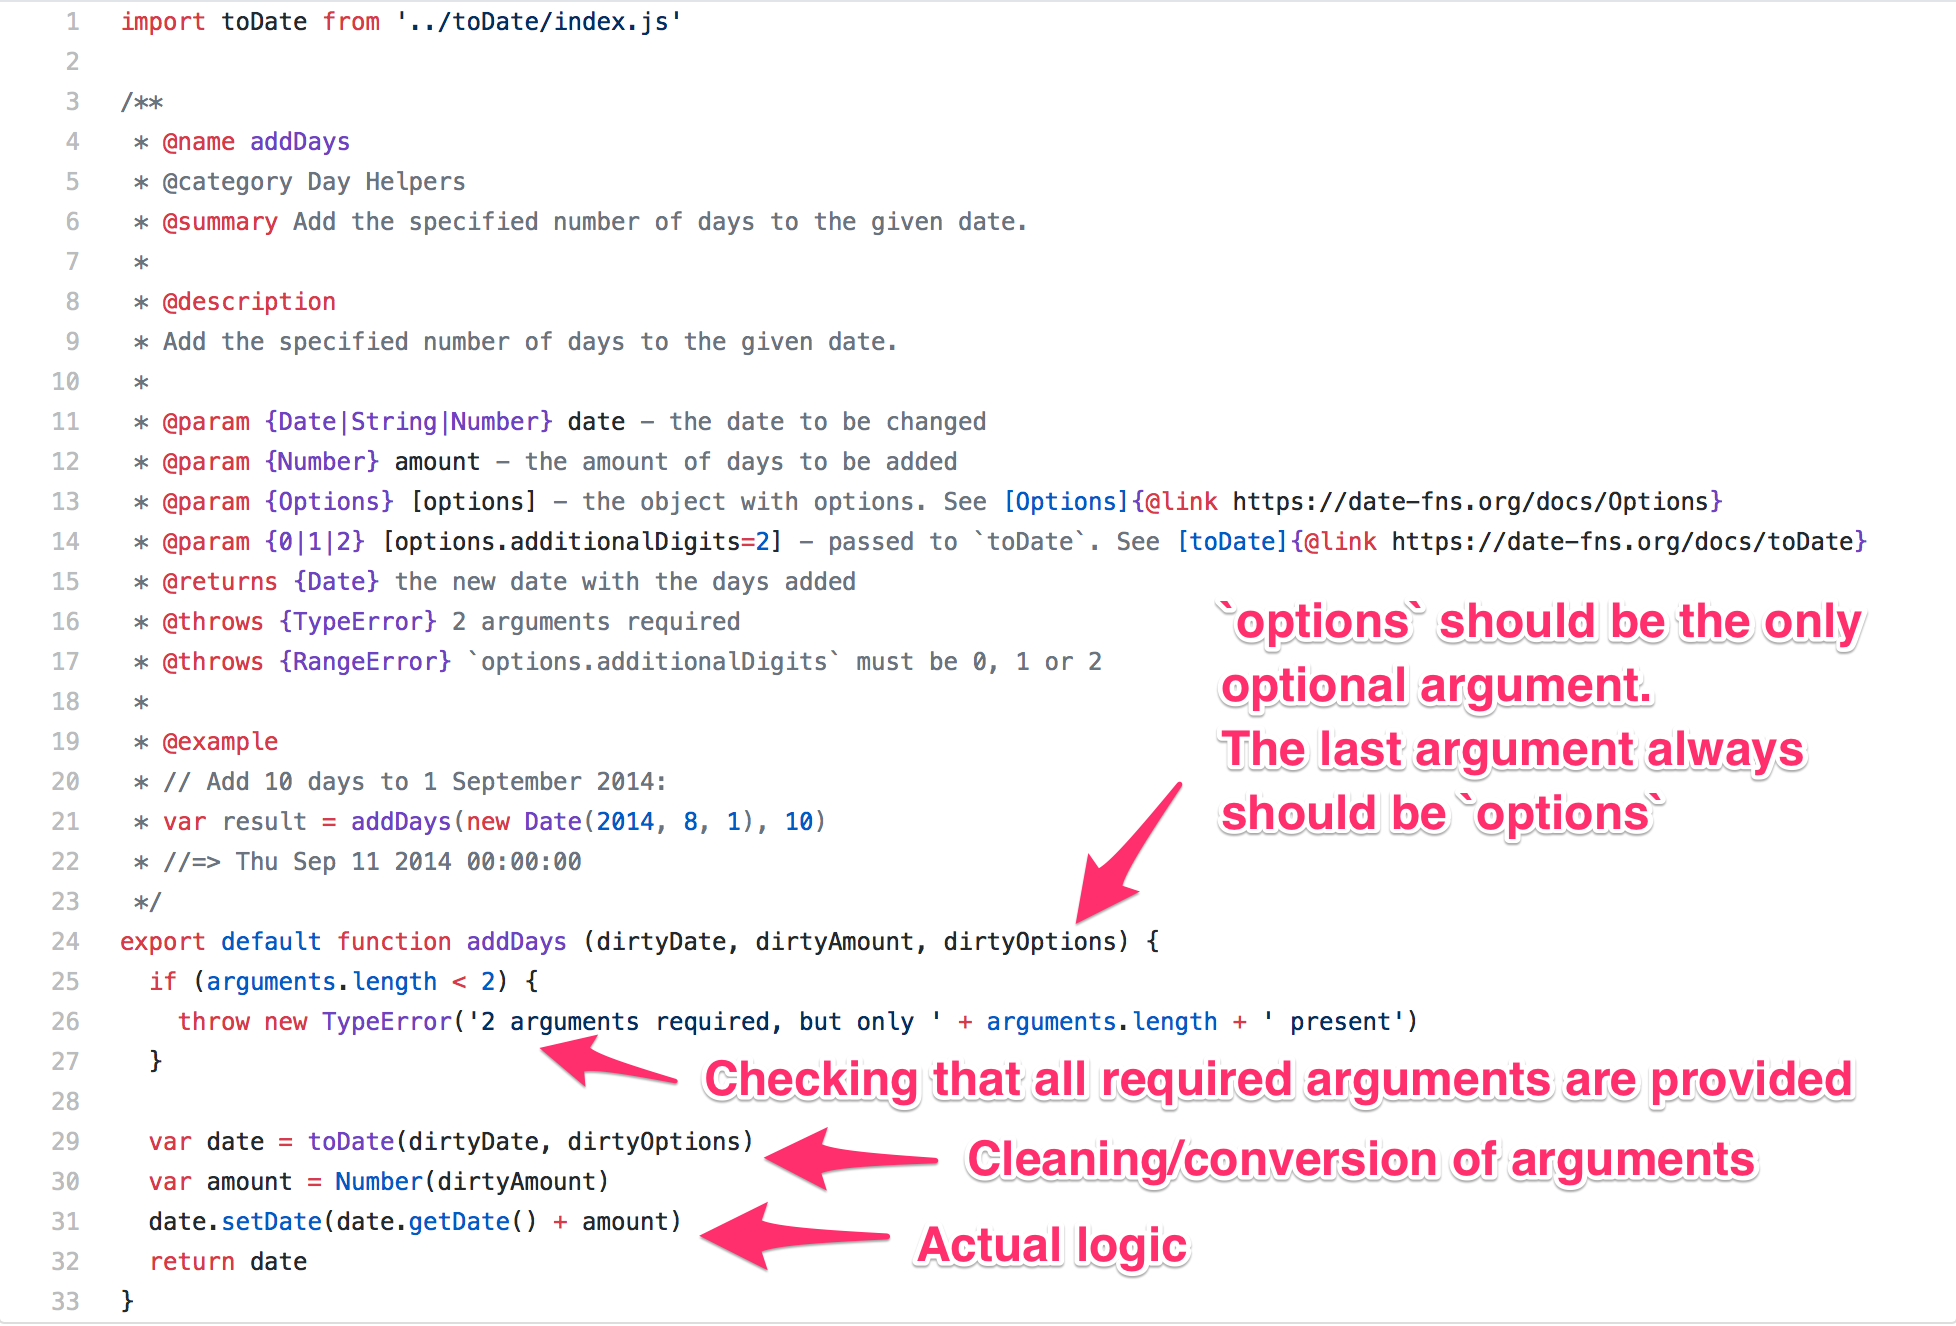 1 import toDate from '../toDate/index.js'
2
3 /**
4  * @name addDays
5  * @category Day Helpers
6  * @summary Add the specified number of days to the given date.
7  *
8  * @description
9  * Add the specified number of days to the given date.
10  *
11  * @param {Date|String|Number} date - the date to be changed
12  * @param {Number} amount - the amount of days to be added
13  * @param {Options} [options] - the object with options. See [Options]{@link https://date-fns.org/docs/Options}
14  * @param {0|1|2} [options.additionalDigits=2] - passed to `toDate`. See [toDate]{@link https://date-fns.org/docs/toDate}
15  * @returns {Date} the new date with the days added
16  * @throws {TypeError} 2 arguments required
17  * @throws {RangeError} `options.additionalDigits` must be 0, 1 or 2
18  *
19  * @example
20  * // Add 10 days to 1 September 2014:
21  * var result = addDays(new Date(2014, 8, 1), 10)
22  * //=> Thu Sep 11 2014 00:00:00
23  */
`options` should be the only
optional argument.
The last argument always
should be `options`
24 export default function addDays (dirtyDate, dirtyAmount, dirtyOptions) {
25   if (arguments.length < 2) {
26     throw new TypeError('2 arguments required, but only ' + arguments.length + ' present')
27   }
Checking that all required arguments are provided
28
29   var date = toDate(dirtyDate, dirtyOptions)
Cleaning/conversion of arguments
30   var amount = Number(dirtyAmount)
31   date.setDate(date.getDate() + amount)
Actual logic
32   return date
33 }